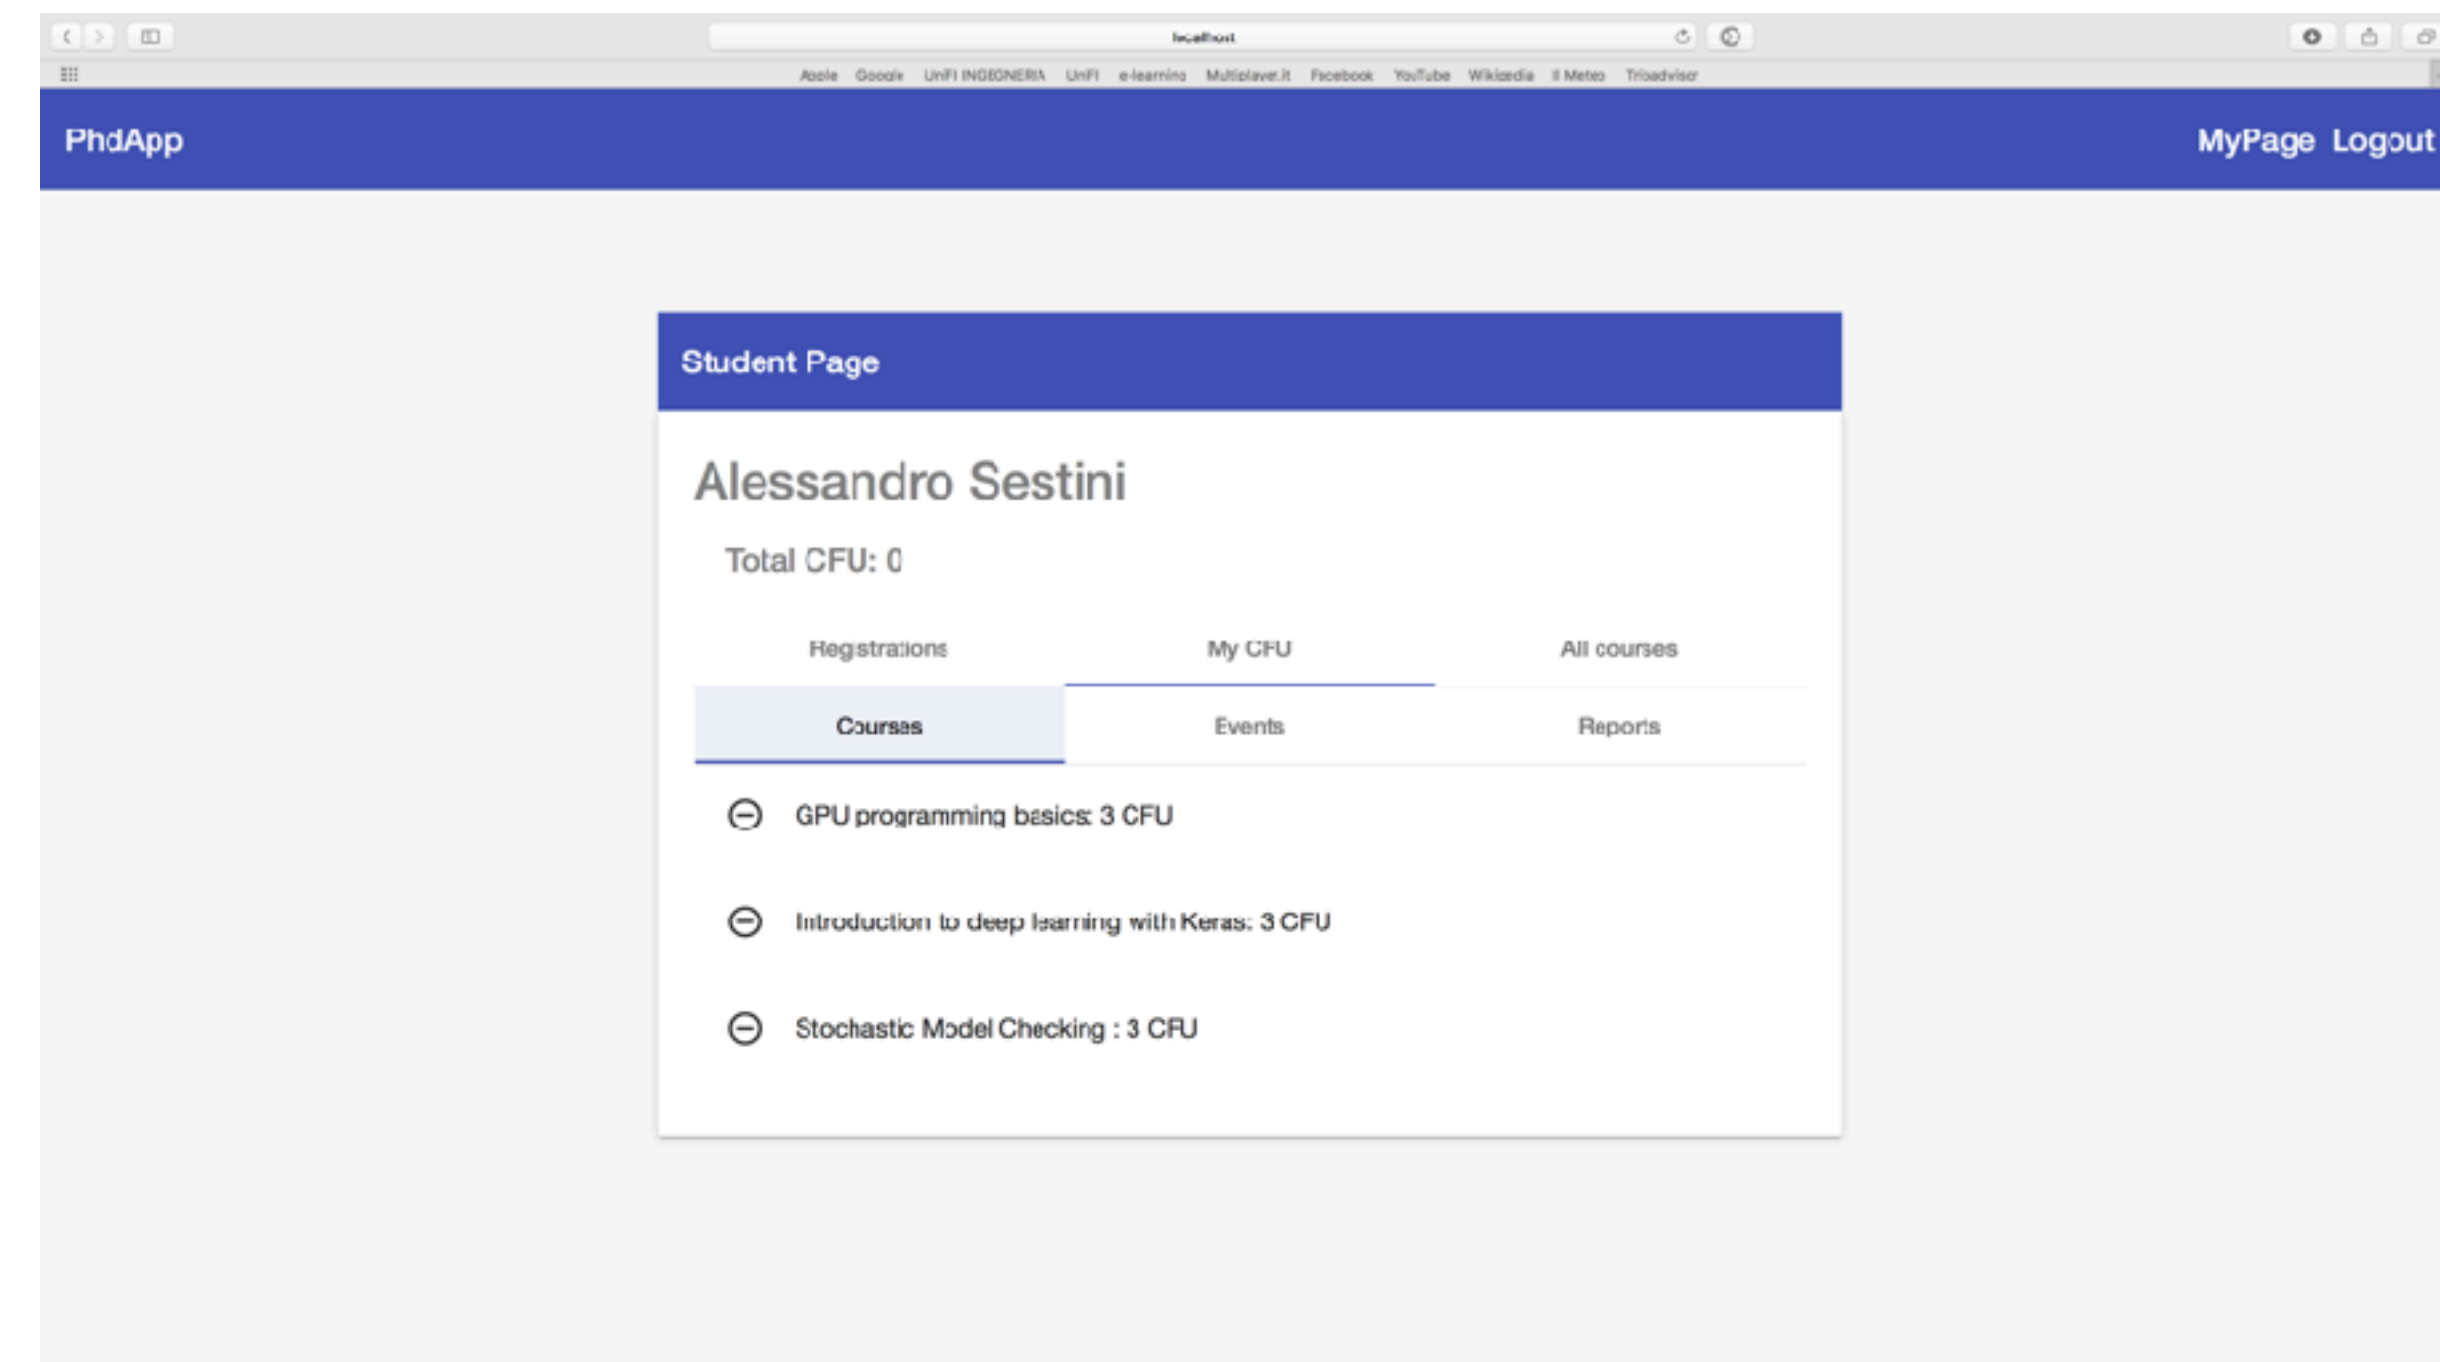 localhost
Apple Google UniFI INGEGNERIA UniFI e-learning Multiplayer.it Facebook YouTube Wikipedia Il Meteo Tripadvisor
PhdApp MyPage Logout
Student Page
Alessandro Sestini
Total CFU: 0
Registrations My CFU All courses
Courses Events Reports
GPU programming basics: 3 CFU
Introduction to deep learning with Keras: 3 CFU
Stochastic Model Checking : 3 CFU